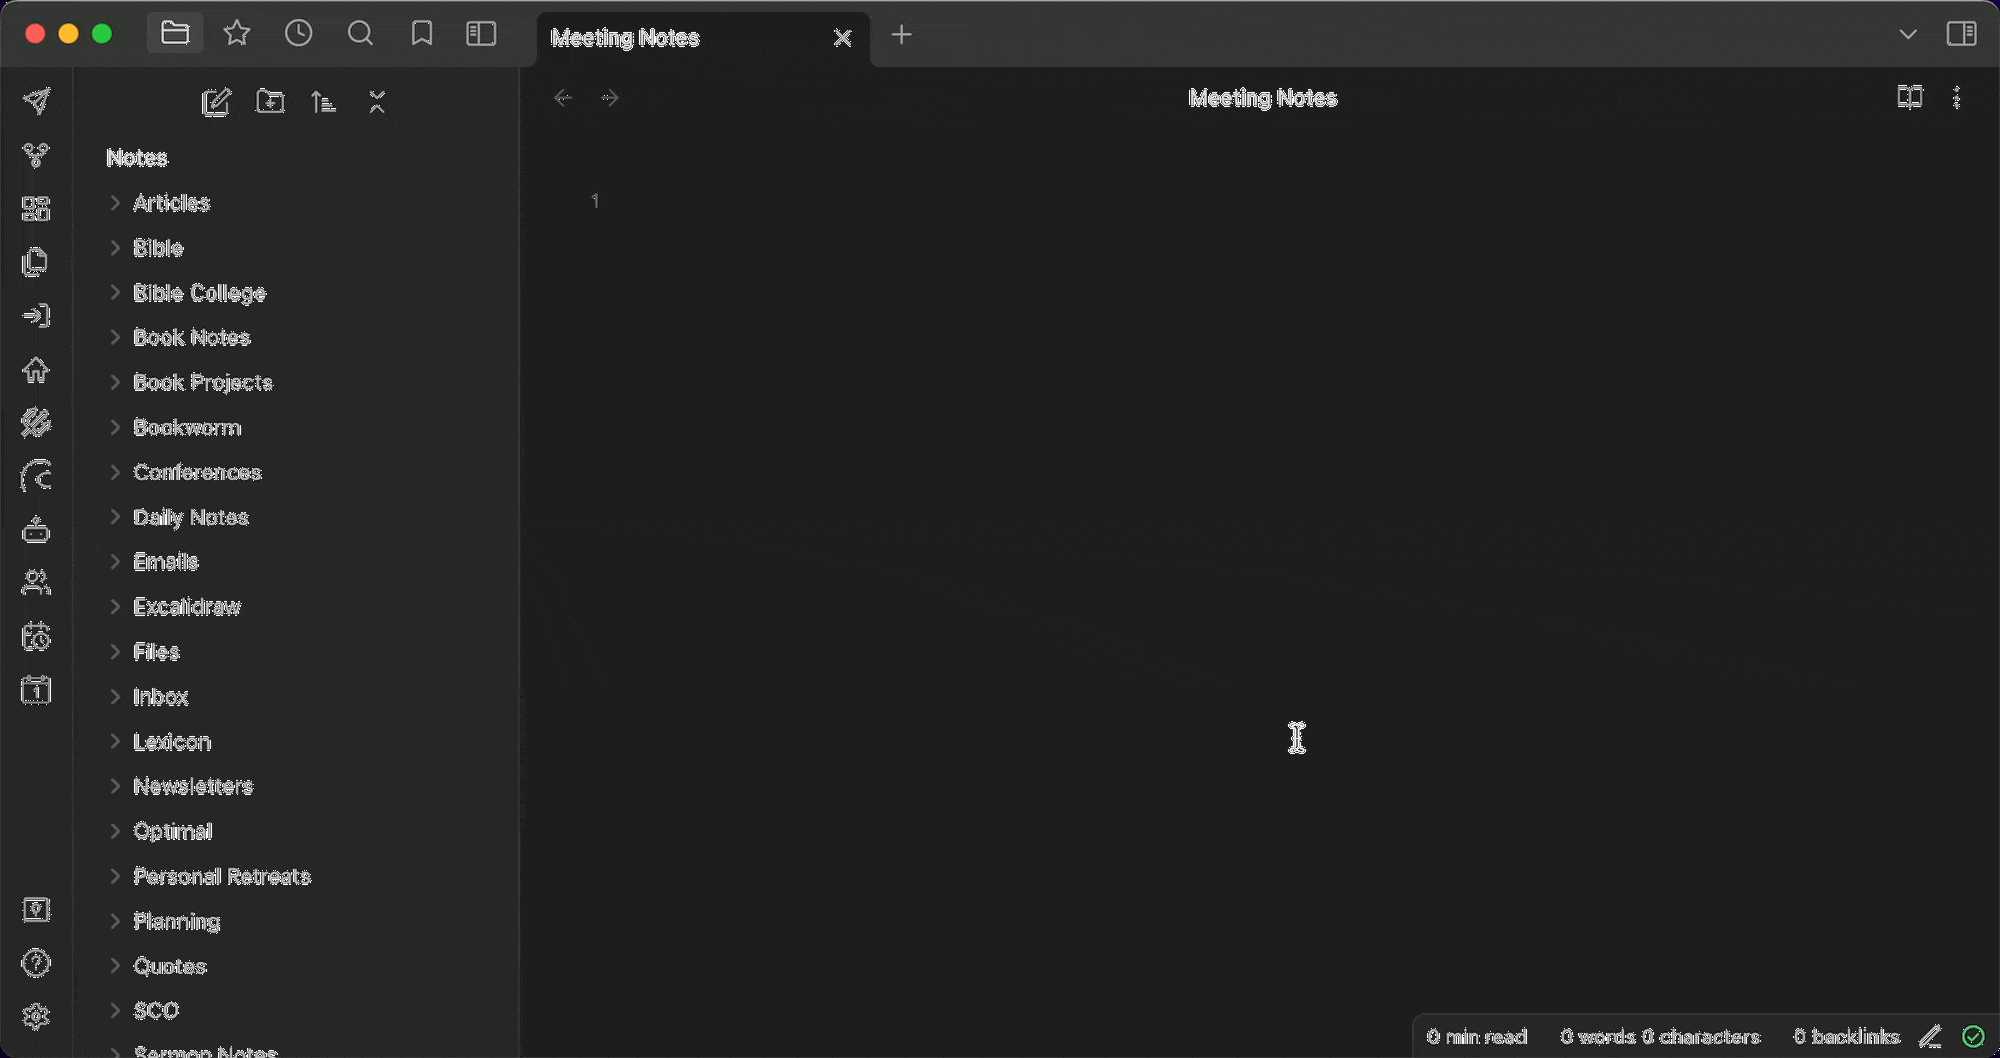 Meeting Notes
Meeting Notes
Notes
Articles
Bible
Bible College
Book Notes
Book Projects
Bookworm
Conferences
Daily Notes
Emails
Excalidraw
Files
Inbox
Lexicon
Newsletters
Optimal
Personal Retreats
Planning
Quotes
SCO
Sermon Notes
1
1
0 min read
0 words 0 characters
0 backlinks